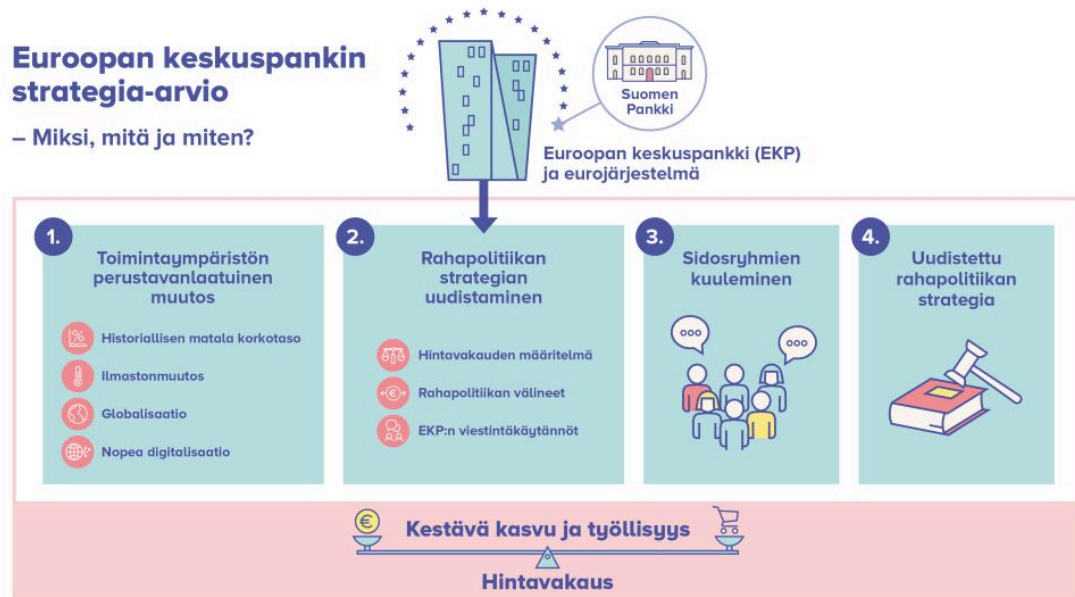 Euroopan keskuspankin
strategia-arvio
– Miksi, mitä ja miten?
Suomen
Pankki
Euroopan keskuspankki (EKP)
ja eurojärjestelmä
1.
Toimintaympäristön
perustavanlaatuinen
muutos
Historiallisen matala korkotaso
Ilmastonmuutos
Globalisaatio
Nopea digitalisaatio
2.
Rahapolitiikan
strategian
uudistaminen
Hintavakauden määritelmä
Rahapolitiikan välineet
EKP:n viestintäkäytännöt
3.
Sidosryhmien
kuuleminen
4.
Uudistettu
rahapolitiikan
strategia
Kestävä kasvu ja työllisyys
Hintavakaus